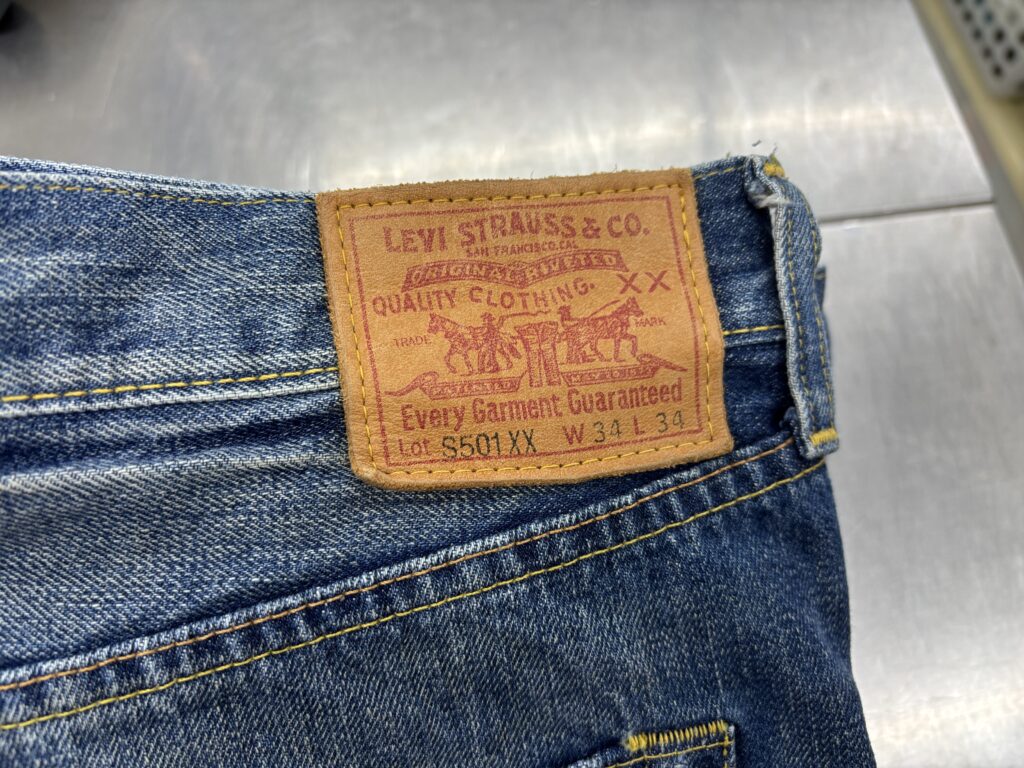 LEVI STRAUSS & CO.
SAN FRANCISCO, CAL
ORIGINAL RIVETED
QUALITY CLOTHING. XX
TRADE MARK
Every Garment Guaranteed
Lot S501XX W 34 L 34